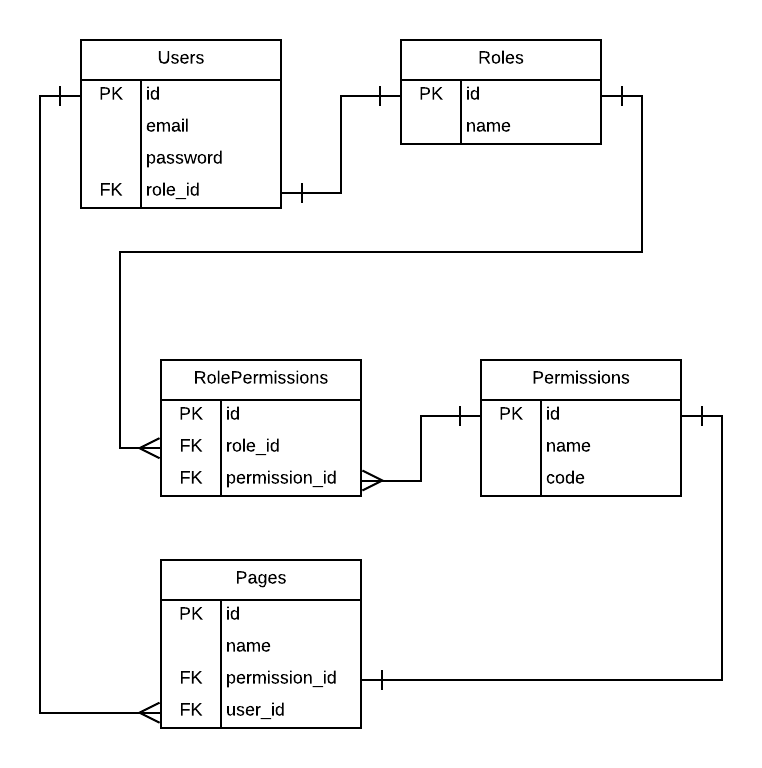 Users
PK id
email
password
FK role_id
Roles
PK id
name
RolePermissions
PK id
FK role_id
FK permission_id
Permissions
PK id
name
code
Pages
PK id
name
FK permission_id
FK user_id